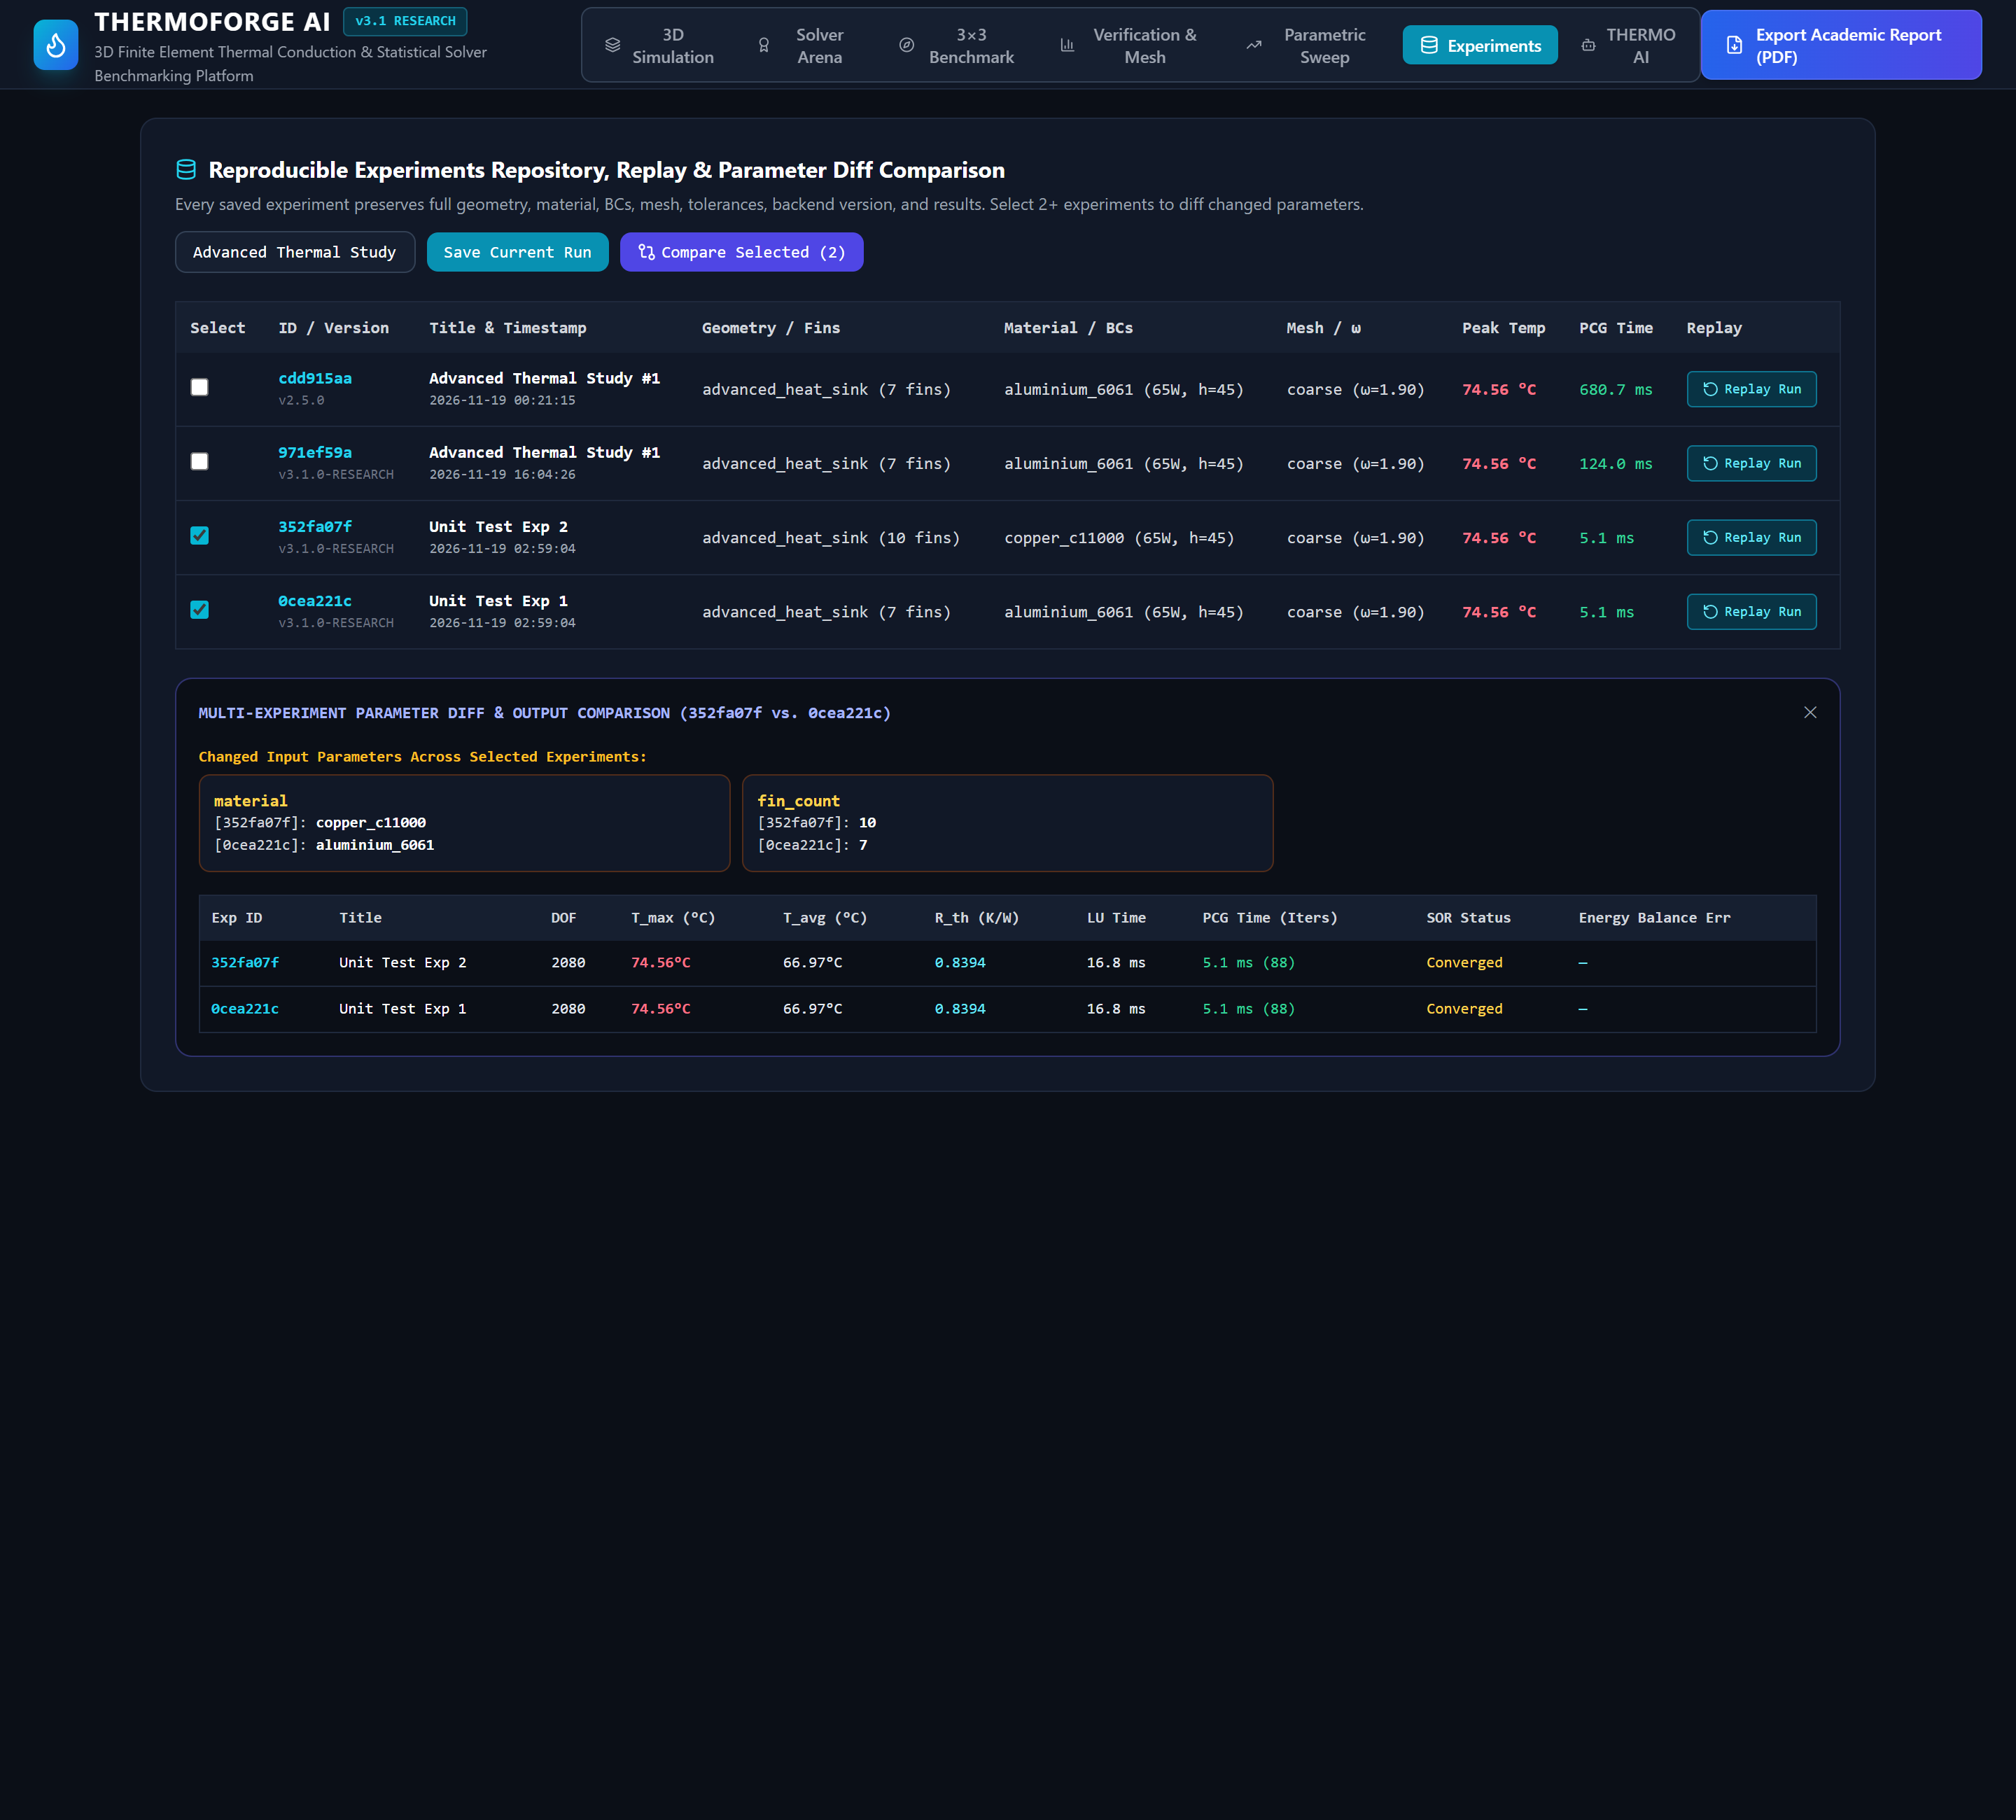 THERMOFORGE AI
v3.1 RESEARCH
3D Finite Element Thermal Conduction & Statistical Solver
Benchmarking Platform
3D
Simulation
Solver
Arena
3×3
Benchmark
Verification &
Mesh
Parametric
Sweep
Experiments
THERMO
AI
Export Academic Report
(PDF)
Reproducible Experiments Repository, Replay & Parameter Diff Comparison
Every saved experiment preserves full geometry, material, BCs, mesh, tolerances, backend version, and results. Select 2+ experiments to diff changed parameters.
Advanced Thermal Study
Save Current Run
Compare Selected (2)
Select ID / Version Title & Timestamp Geometry / Fins Material / BCs Mesh / ω Peak Temp PCG Time Replay
cdd915aa Advanced Thermal Study #1 advanced_heat_sink (7 fins) aluminium_6061 (65W, h=45) coarse (ω=1.90) 74.56 °C 680.7 ms Replay Run
v2.5.0 2026-11-19 00:21:15
971ef59a Advanced Thermal Study #1 advanced_heat_sink (7 fins) aluminium_6061 (65W, h=45) coarse (ω=1.90) 74.56 °C 124.0 ms Replay Run
v3.1.0-RESEARCH 2026-11-19 16:04:26
352fa07f Unit Test Exp 2 advanced_heat_sink (10 fins) copper_c11000 (65W, h=45) coarse (ω=1.90) 74.56 °C 5.1 ms Replay Run
v3.1.0-RESEARCH 2026-11-19 02:59:04
0cea221c Unit Test Exp 1 advanced_heat_sink (7 fins) aluminium_6061 (65W, h=45) coarse (ω=1.90) 74.56 °C 5.1 ms Replay Run
v3.1.0-RESEARCH 2026-11-19 02:59:04
MULTI-EXPERIMENT PARAMETER DIFF & OUTPUT COMPARISON (352fa07f vs. 0cea221c)
Changed Input Parameters Across Selected Experiments:
material
[352fa07f]: copper_c11000
[0cea221c]: aluminium_6061
fin_count
[352fa07f]: 10
[0cea221c]: 7
Exp ID Title DOF T_max (°C) T_avg (°C) R_th (K/W) LU Time PCG Time (Iters) SOR Status Energy Balance Err
352fa07f Unit Test Exp 2 2080 74.56°C 66.97°C 0.8394 16.8 ms 5.1 ms (88) Converged —
0cea221c Unit Test Exp 1 2080 74.56°C 66.97°C 0.8394 16.8 ms 5.1 ms (88) Converged —